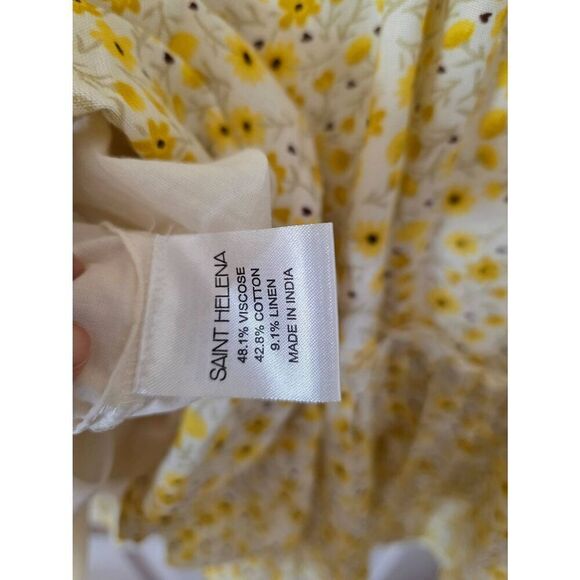 SAINT HELENA
48.1% VISCOSE
42.8% COTTON
9.1% LINEN
MADE IN INDIA